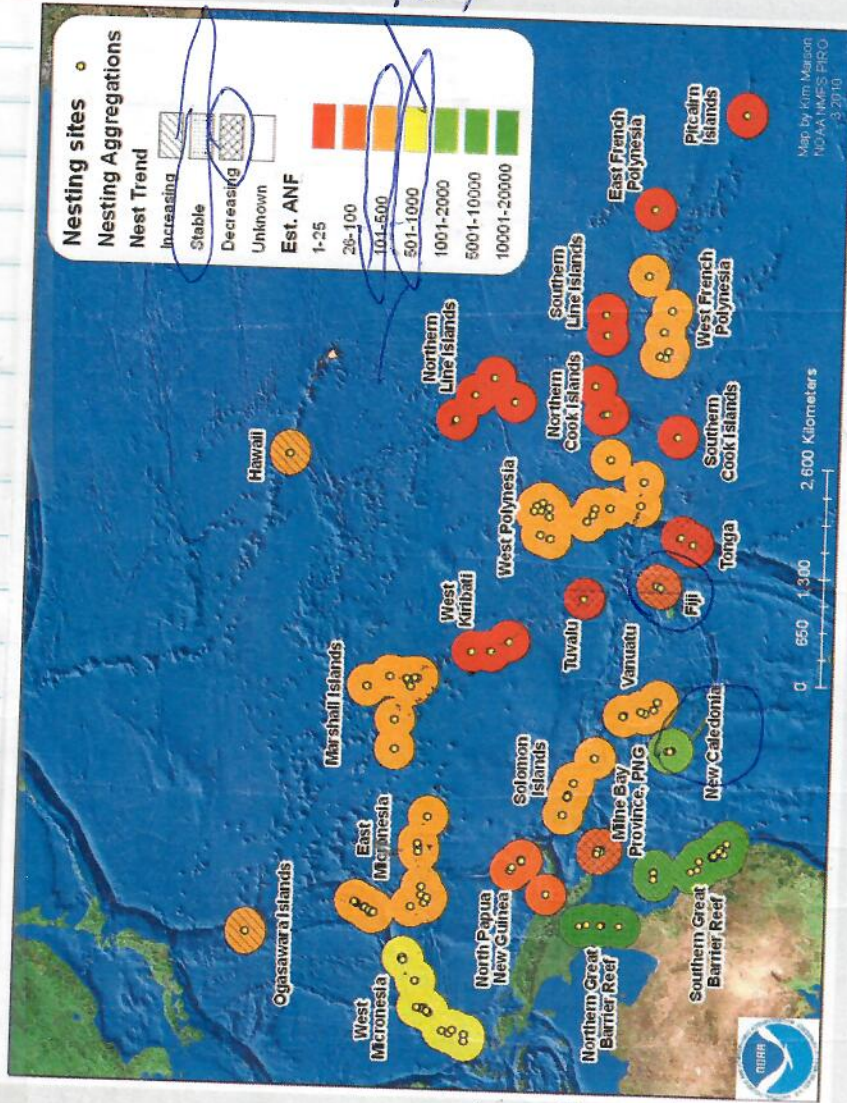 Nesting sites
Nesting Aggregations
Nest Trend
Increasing
Stable
Decreasing
Unknown
Est. ANF
1-25
26-100
101-500
501-1000
1001-2000
5001-10000
10001-20000
Ogasawara Islands
Hawaii
West
Micronesia
East
Micronesia
Marshall Islands
Northern
Line Islands
North Papua
New Guinea
Solomon
Islands
West
Kiribati
West Polynesia
Northern
Cook Islands
Southern
Line Islands
East French
Polynesia
Tuvalu
Milne Bay
Province, PNG
Vanuatu
Northern Great
Barrier Reef
Southern Great
Barrier Reef
New Caledonia
Fiji
Tonga
Southern
Cook Islands
West French
Polynesia
Pitcairn
Islands
0 650 1,300 2,600 Kilometers
NOAA
Map by Kim Maison
NOAA NMFS PIRO
3 2010